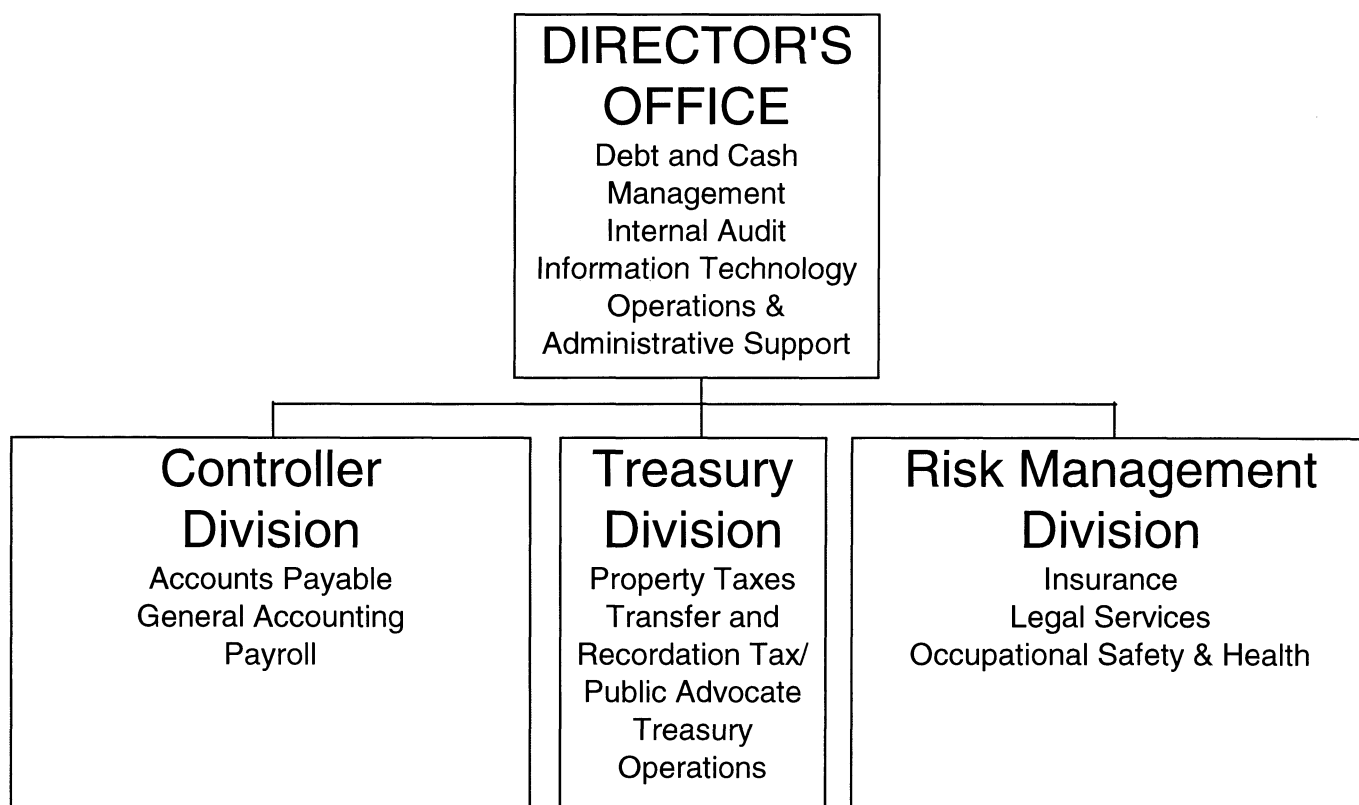 DIRECTOR'S
OFFICE
Debt and Cash
Management
Internal Audit
Information Technology
Operations &
Administrative Support
Controller
Division
Accounts Payable
General Accounting
Payroll
Treasury
Division
Property Taxes
Transfer and
Recordation Tax/
Public Advocate
Treasury
Operations
Risk Management
Division
Insurance
Legal Services
Occupational Safety & Health